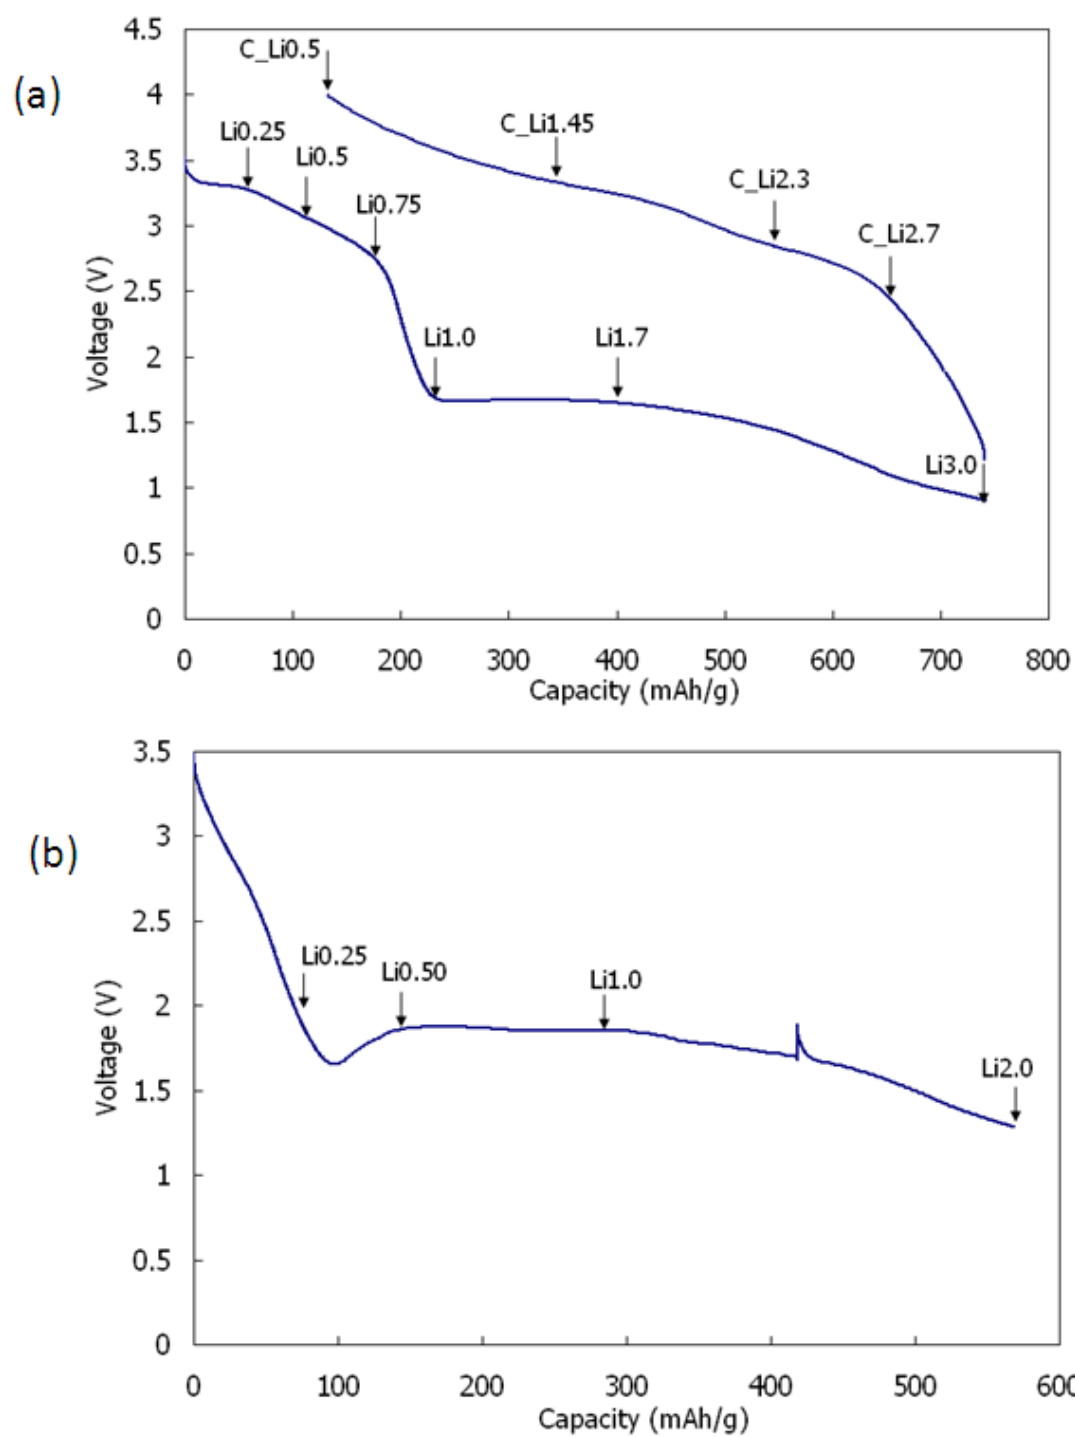 (a)
4.5
4
3.5
3
2.5
2
1.5
1
0.5
0
Voltage (V)
C_Li0.5
C_Li1.45
Li0.25
Li0.5
Li0.75
C_Li2.3
C_Li2.7
Li1.0
Li1.7
Li3.0
0 100 200 300 400 500 600 700 800
Capacity (mAh/g)
(b)
3.5
3
2.5
2
1.5
1
0.5
0
Voltage (V)
Li0.25
Li0.50
Li1.0
Li2.0
0 100 200 300 400 500 600
Capacity (mAh/g)